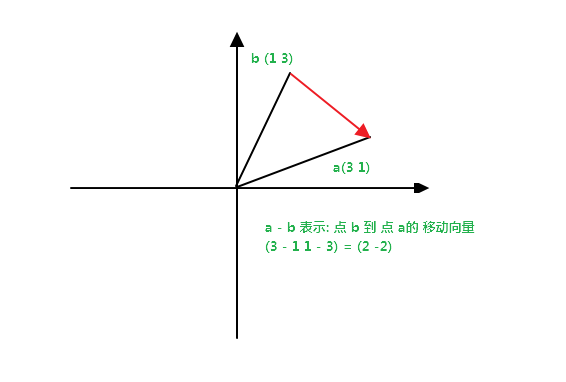 b (1 3)
a(3 1)
a - b 表示: 点 b 到 点 a的 移动向量
(3 - 1 1 - 3) = (2 -2)